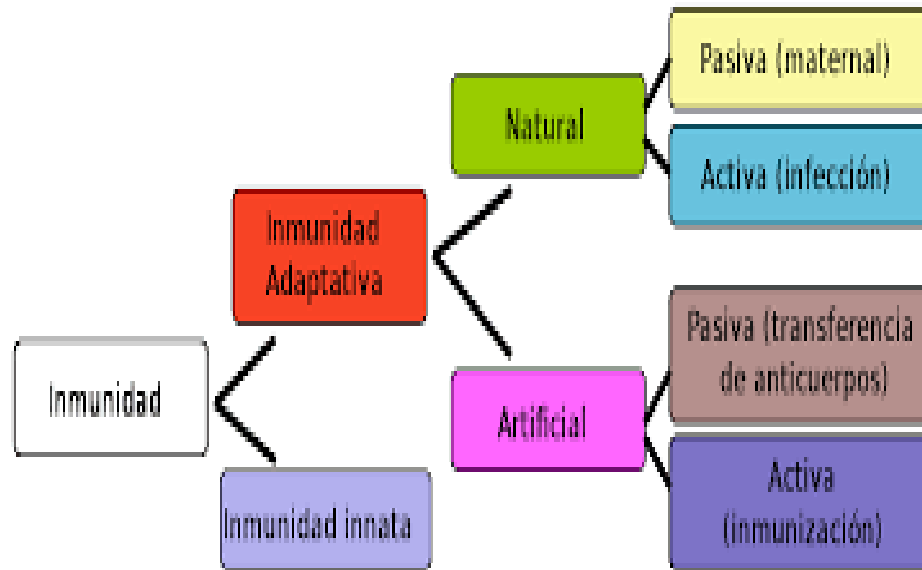 Pasiva (maternal)
Natural
Activa (infección)
Inmunidad
Adaptativa
Pasiva (transferencia
de anticuerpos)
Inmunidad
Artificial
Activa
(inmunización)
Inmunidad innata